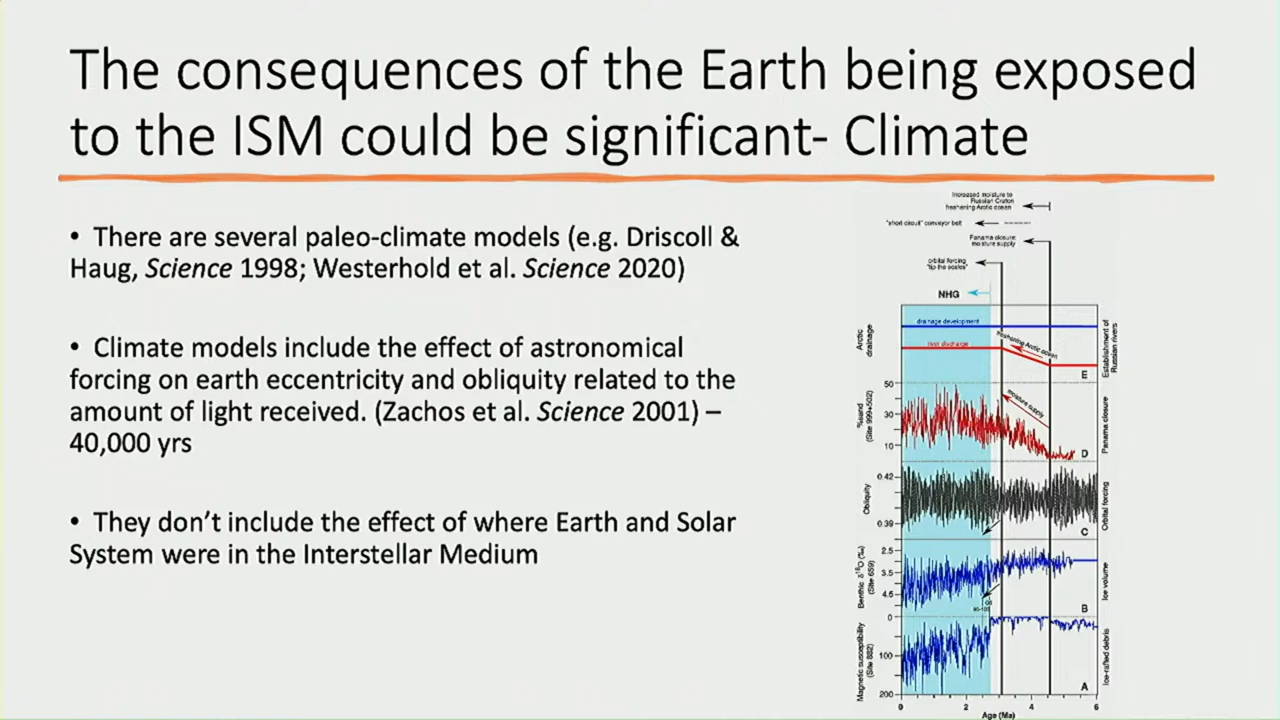 The consequences of the Earth being exposed
to the ISM could be significant- Climate
• There are several paleo-climate models (e.g. Driscoll &
Haug, Science 1998; Westerhold et al. Science 2020)
• Climate models include the effect of astronomical
forcing on earth eccentricity and obliquity related to the
amount of light received. (Zachos et al. Science 2001) –
40,000 yrs
• They don’t include the effect of where Earth and Solar
System were in the Interstellar Medium
Increased moisture to
Russian Craton
freshening Arctic ocean
"short circuit" conveyor belt
Panama closure:
moisture supply
orbital forcing
"tip the scales"
NHG
Arctic
drainage
drainage development
river discharge
freshening Arctic ocean
E
Establishment of
Russian rivers
50
30
10
%sand
(Site 999+502)
moisture supply
D
Panama closure
0.42
0.39
Obliquity
C
Orbital forcing
2.5
3.5
4.5
Benthic δ18O (‰)
(Site 659)
B
Ice volume
0
100
200
Magnetic susceptibility
(Site 882)
A
Ice-rafted debris
0
2
4
6
Age (Ma)